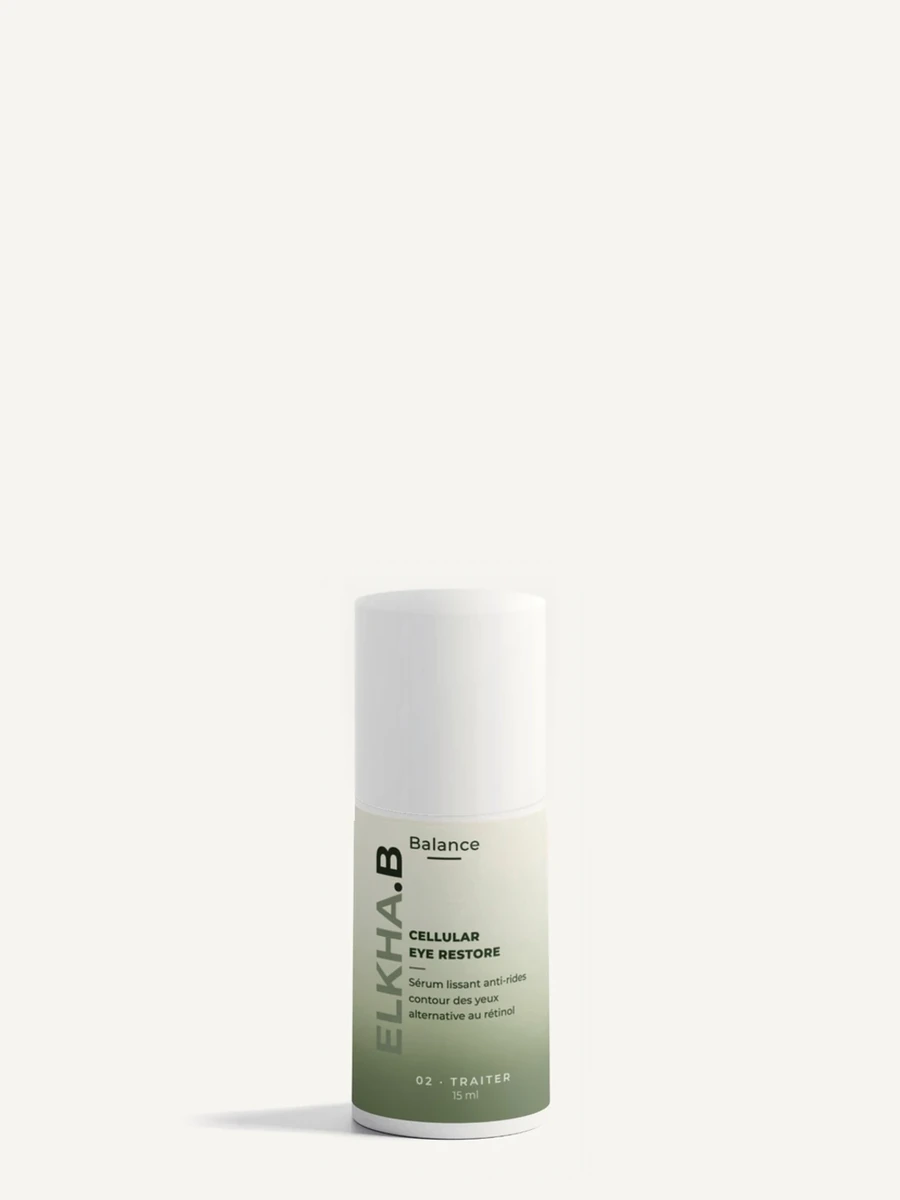 Balance
ELKHA.B
CELLULAR
EYE RESTORE
Sérum lissant anti-rides
contour des yeux
alternative au rétinol
02 · TRAITER
15 ml